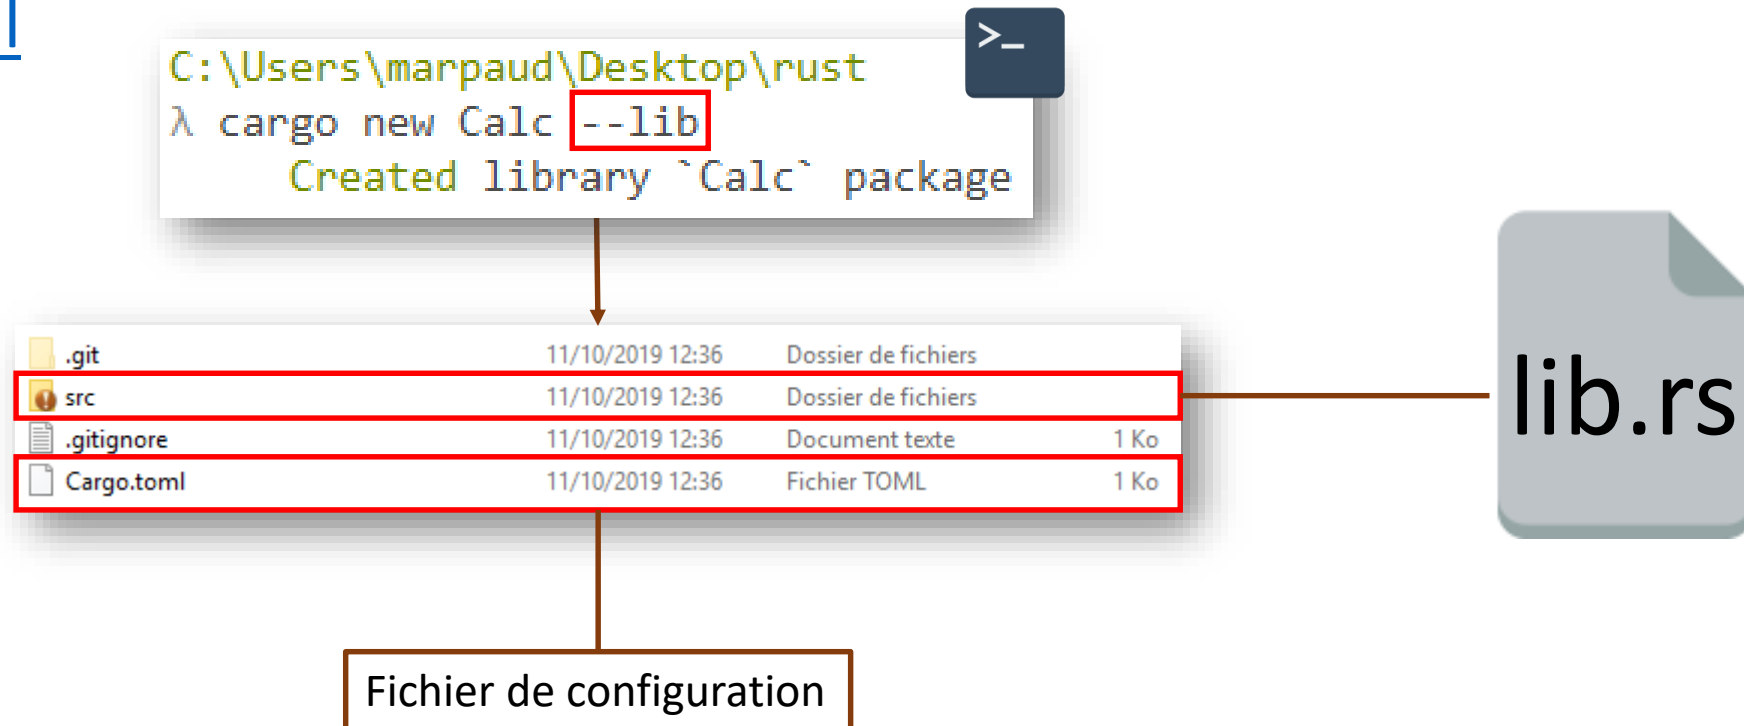 >_
C:\Users\marpaud\Desktop\rust
λ cargo new Calc --lib
Created library `Calc` package
.git 11/10/2019 12:36 Dossier de fichiers
src 11/10/2019 12:36 Dossier de fichiers
.gitignore 11/10/2019 12:36 Document texte 1 Ko
Cargo.toml 11/10/2019 12:36 Fichier TOML 1 Ko
lib.rs
Fichier de configuration